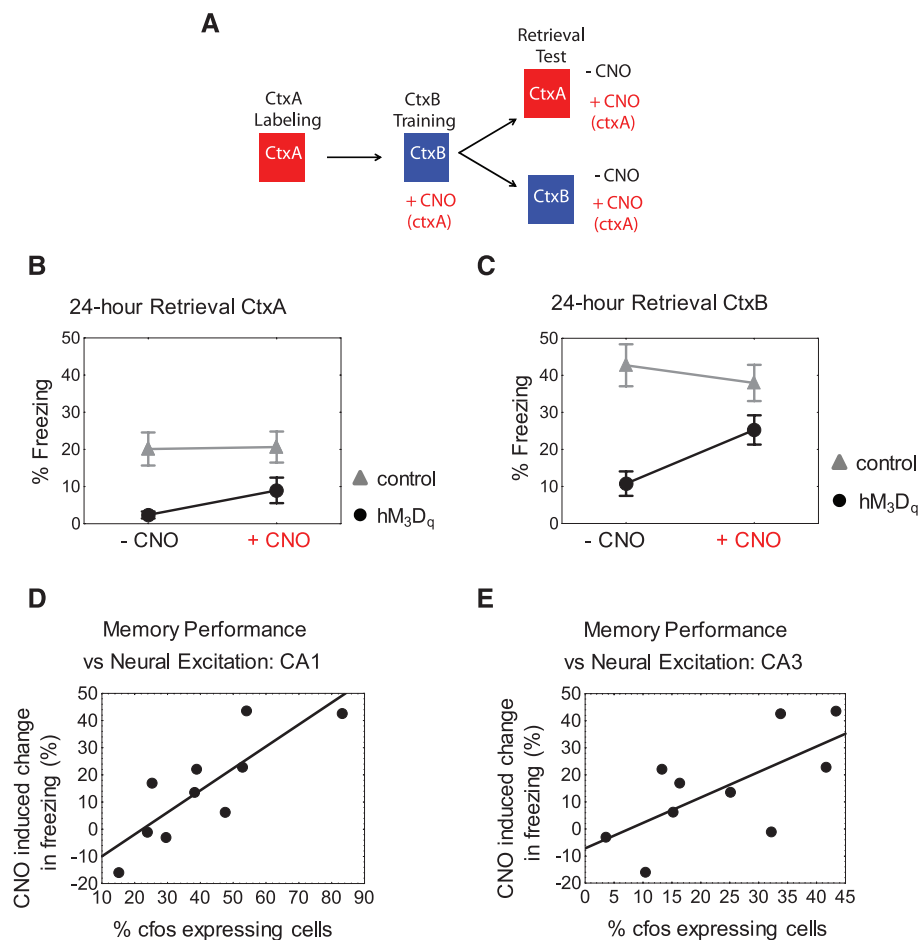 A
CtxA
Labeling
CtxA
CtxB
Training
CtxB
+ CNO
(ctxA)
Retrieval
Test
CtxA
- CNO
+ CNO
(ctxA)
CtxB
- CNO
+ CNO
(ctxA)
B
24-hour Retrieval CtxA
% Freezing
50
40
30
20
10
0
- CNO
+ CNO
control
hM₃Dq
C
24-hour Retrieval CtxB
% Freezing
50
40
30
20
10
0
- CNO
+ CNO
control
hM₃Dq
D
Memory Performance
vs Neural Excitation: CA1
CNO induced change
in freezing (%)
50
40
30
20
10
0
-10
-20
10 20 30 40 50 60 70 80 90
% cfos expressing cells
E
Memory Performance
vs Neural Excitation: CA3
CNO induced change
in freezing (%)
50
40
30
20
10
0
-10
-20
0 5 10 15 20 25 30 35 40 45
% cfos expressing cells